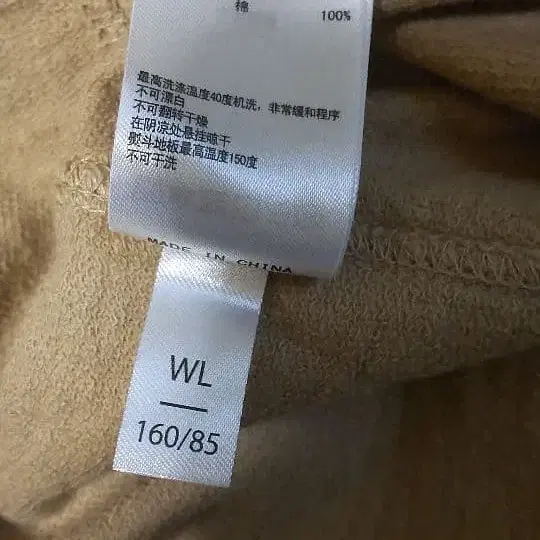 棉 100%
最高洗涤温度40度机洗，非常缓和程序
不可漂白
不可翻转干燥
在阴凉处悬挂晾干
熨斗地板最高温度150度
不可干洗
MADE IN CHINA
WL
160/85